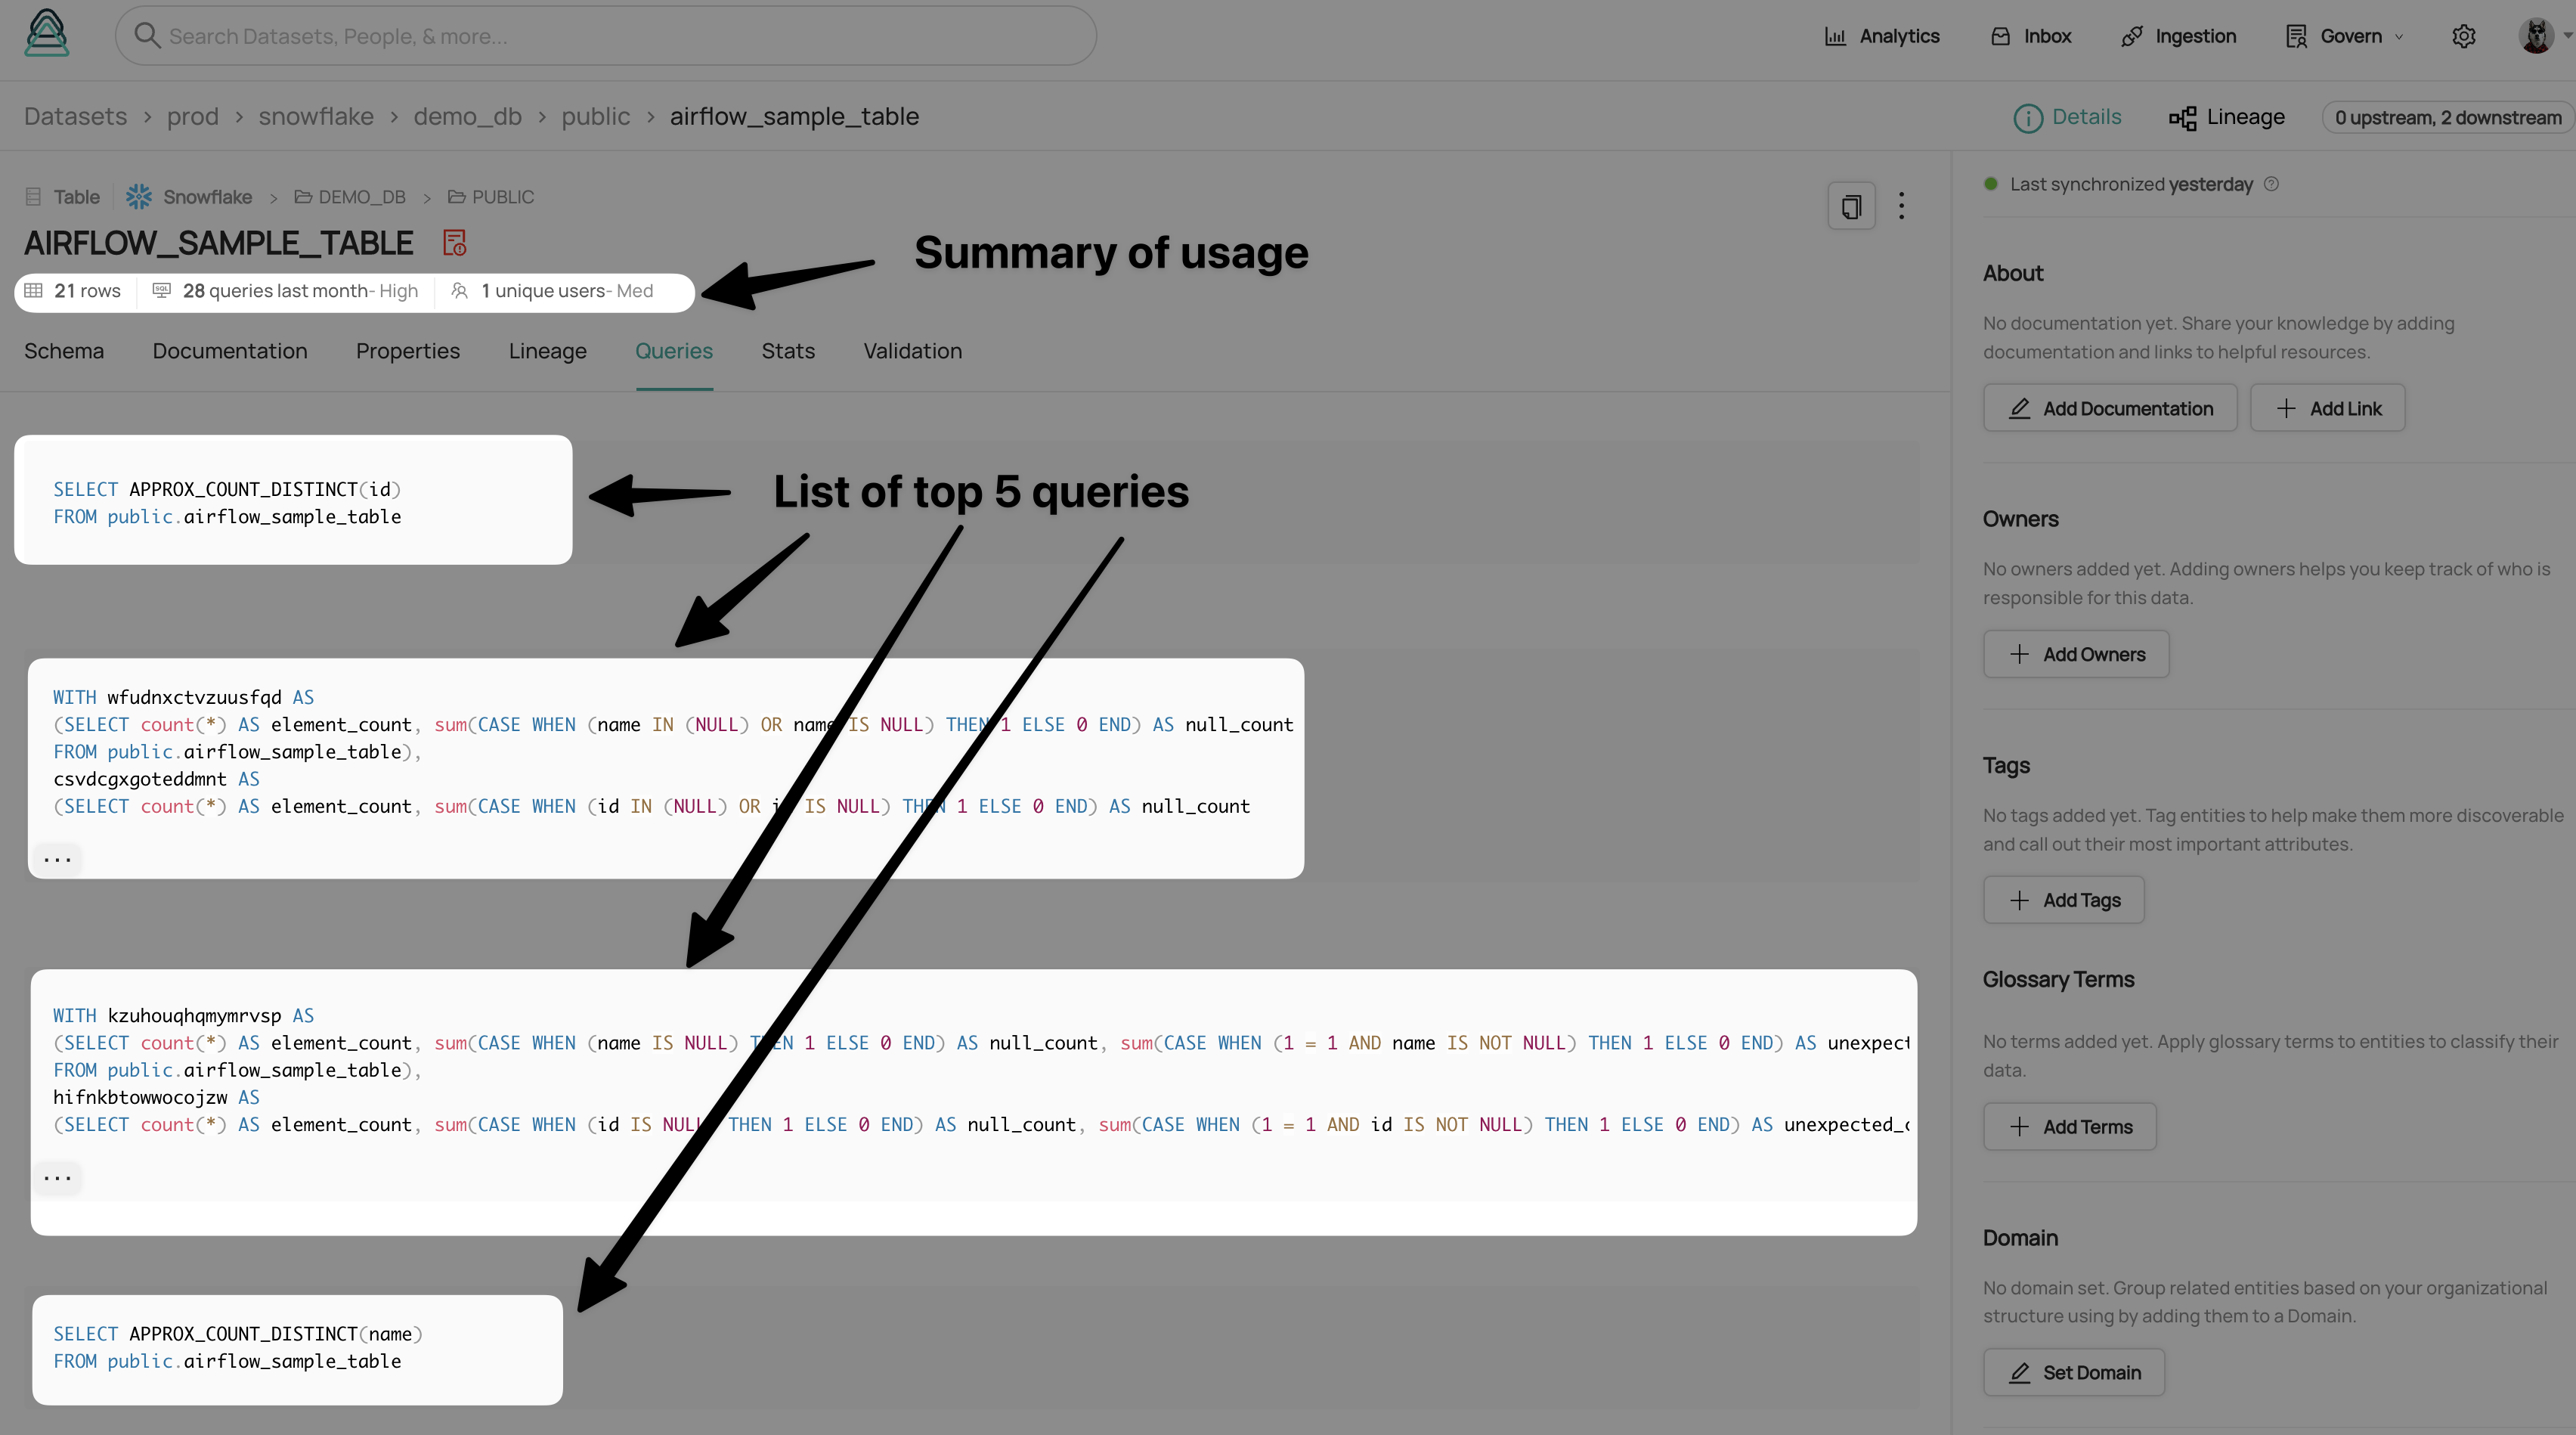 Search Datasets, People, & more...
Analytics
Inbox
Ingestion
Govern
Datasets > prod > snowflake > demo_db > public > airflow_sample_table
Details
Lineage
0 upstream, 2 downstream
Table
Snowflake > DEMO_DB > PUBLIC
AIRFLOW_SAMPLE_TABLE
Summary of usage
21 rows
SQL
28 queries last month- High
1 unique users- Med
Schema
Documentation
Properties
Lineage
Queries
Stats
Validation
List of top 5 queries
SELECT APPROX_COUNT_DISTINCT(id)
FROM public.airflow_sample_table
WITH wfudnxctvzuusfqd AS
(SELECT count(*) AS element_count, sum(CASE WHEN (name IN (NULL) OR name IS NULL) THEN 1 ELSE 0 END) AS null_count
FROM public.airflow_sample_table),
csvdcgxgoteddmnt AS
(SELECT count(*) AS element_count, sum(CASE WHEN (id IN (NULL) OR id IS NULL) THEN 1 ELSE 0 END) AS null_count
...
WITH kzuhouqhqmymrvsp AS
(SELECT count(*) AS element_count, sum(CASE WHEN (name IS NULL) THEN 1 ELSE 0 END) AS null_count, sum(CASE WHEN (1 = 1 AND name IS NOT NULL) THEN 1 ELSE 0 END) AS unexpect
FROM public.airflow_sample_table),
hifnkbtowwocojzw AS
(SELECT count(*) AS element_count, sum(CASE WHEN (id IS NULL) THEN 1 ELSE 0 END) AS null_count, sum(CASE WHEN (1 = 1 AND id IS NOT NULL) THEN 1 ELSE 0 END) AS unexpected_c
...
SELECT APPROX_COUNT_DISTINCT(name)
FROM public.airflow_sample_table
Last synchronized yesterday
About
No documentation yet. Share your knowledge by adding
documentation and links to helpful resources.
Add Documentation
Add Link
Owners
No owners added yet. Adding owners helps you keep track of who is
responsible for this data.
Add Owners
Tags
No tags added yet. Tag entities to help make them more discoverable
and call out their most important attributes.
Add Tags
Glossary Terms
No terms added yet. Apply glossary terms to entities to classify their
data.
Add Terms
Domain
No domain set. Group related entities based on your organizational
structure using by adding them to a Domain.
Set Domain